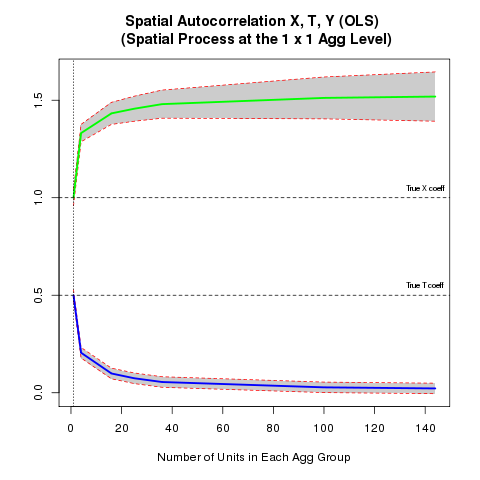 Spatial Autocorrelation X, T, Y (OLS)
(Spatial Process at the 1 x 1 Agg Level)
1.5
True X coeff
1.0
True T coeff
0.5
0.0
0 20 40 60 80 100 120 140
Number of Units in Each Agg Group